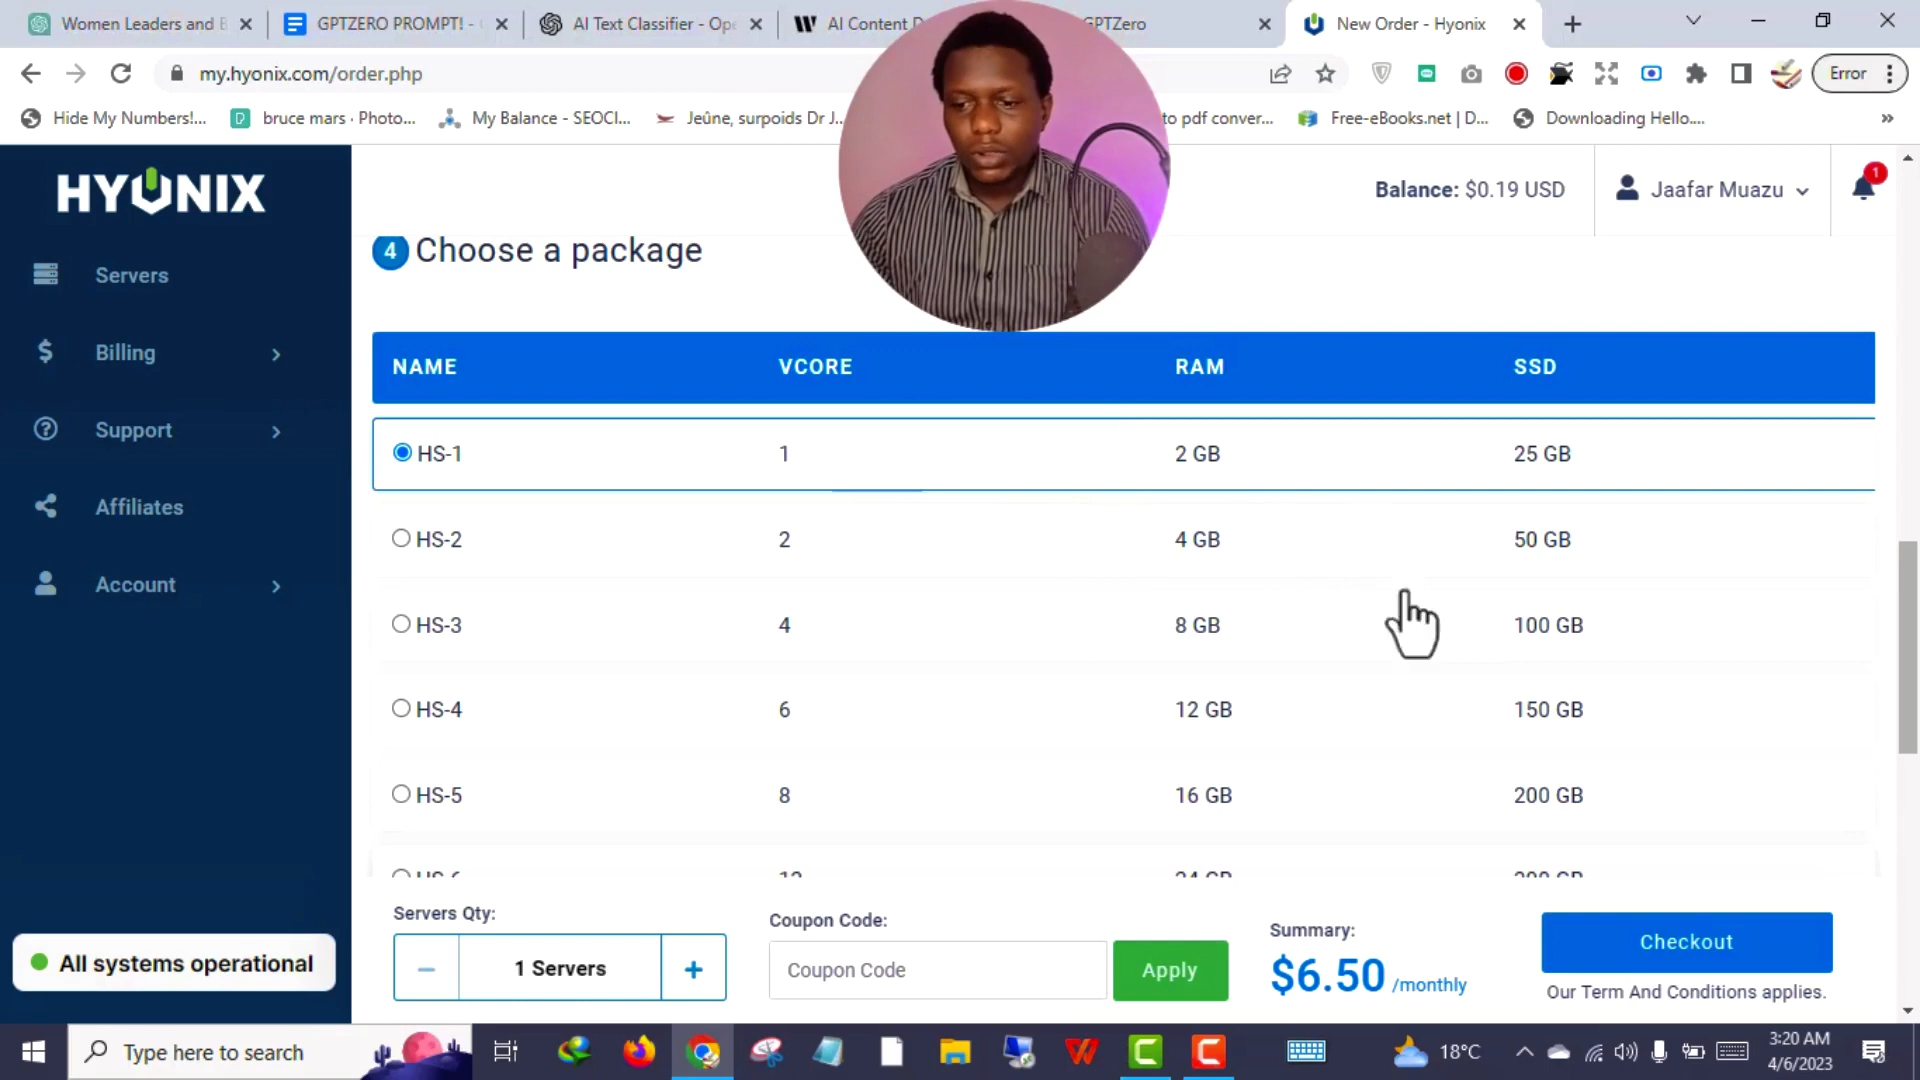 Women Leaders and B
GPTZERO PROMPT! -
AI Text Classifier - Ope
AI Content D
GPTZero
New Order - Hyonix
my.hyonix.com/order.php
Error
Hide My Numbers!...
bruce mars · Photo...
My Balance - SEOCl...
Jeûne, surpoids Dr J...
to pdf conver...
Free-eBooks.net | D...
Downloading Hello....
HYONIX
Balance: $0.19 USD
Jaafar Muazu
1
Servers
Billing
Support
Affiliates
Account
All systems operational
4 Choose a package
NAME VCORE RAM SSD
HS-1 1 2 GB 25 GB
HS-2 2 4 GB 50 GB
HS-3 4 8 GB 100 GB
HS-4 6 12 GB 150 GB
HS-5 8 16 GB 200 GB
Servers Qty:
− 1 Servers +
Coupon Code:
Coupon Code
Apply
Summary:
$6.50 /monthly
Checkout
Our Term And Conditions applies.
Type here to search
18°C
3:20 AM
4/6/2023